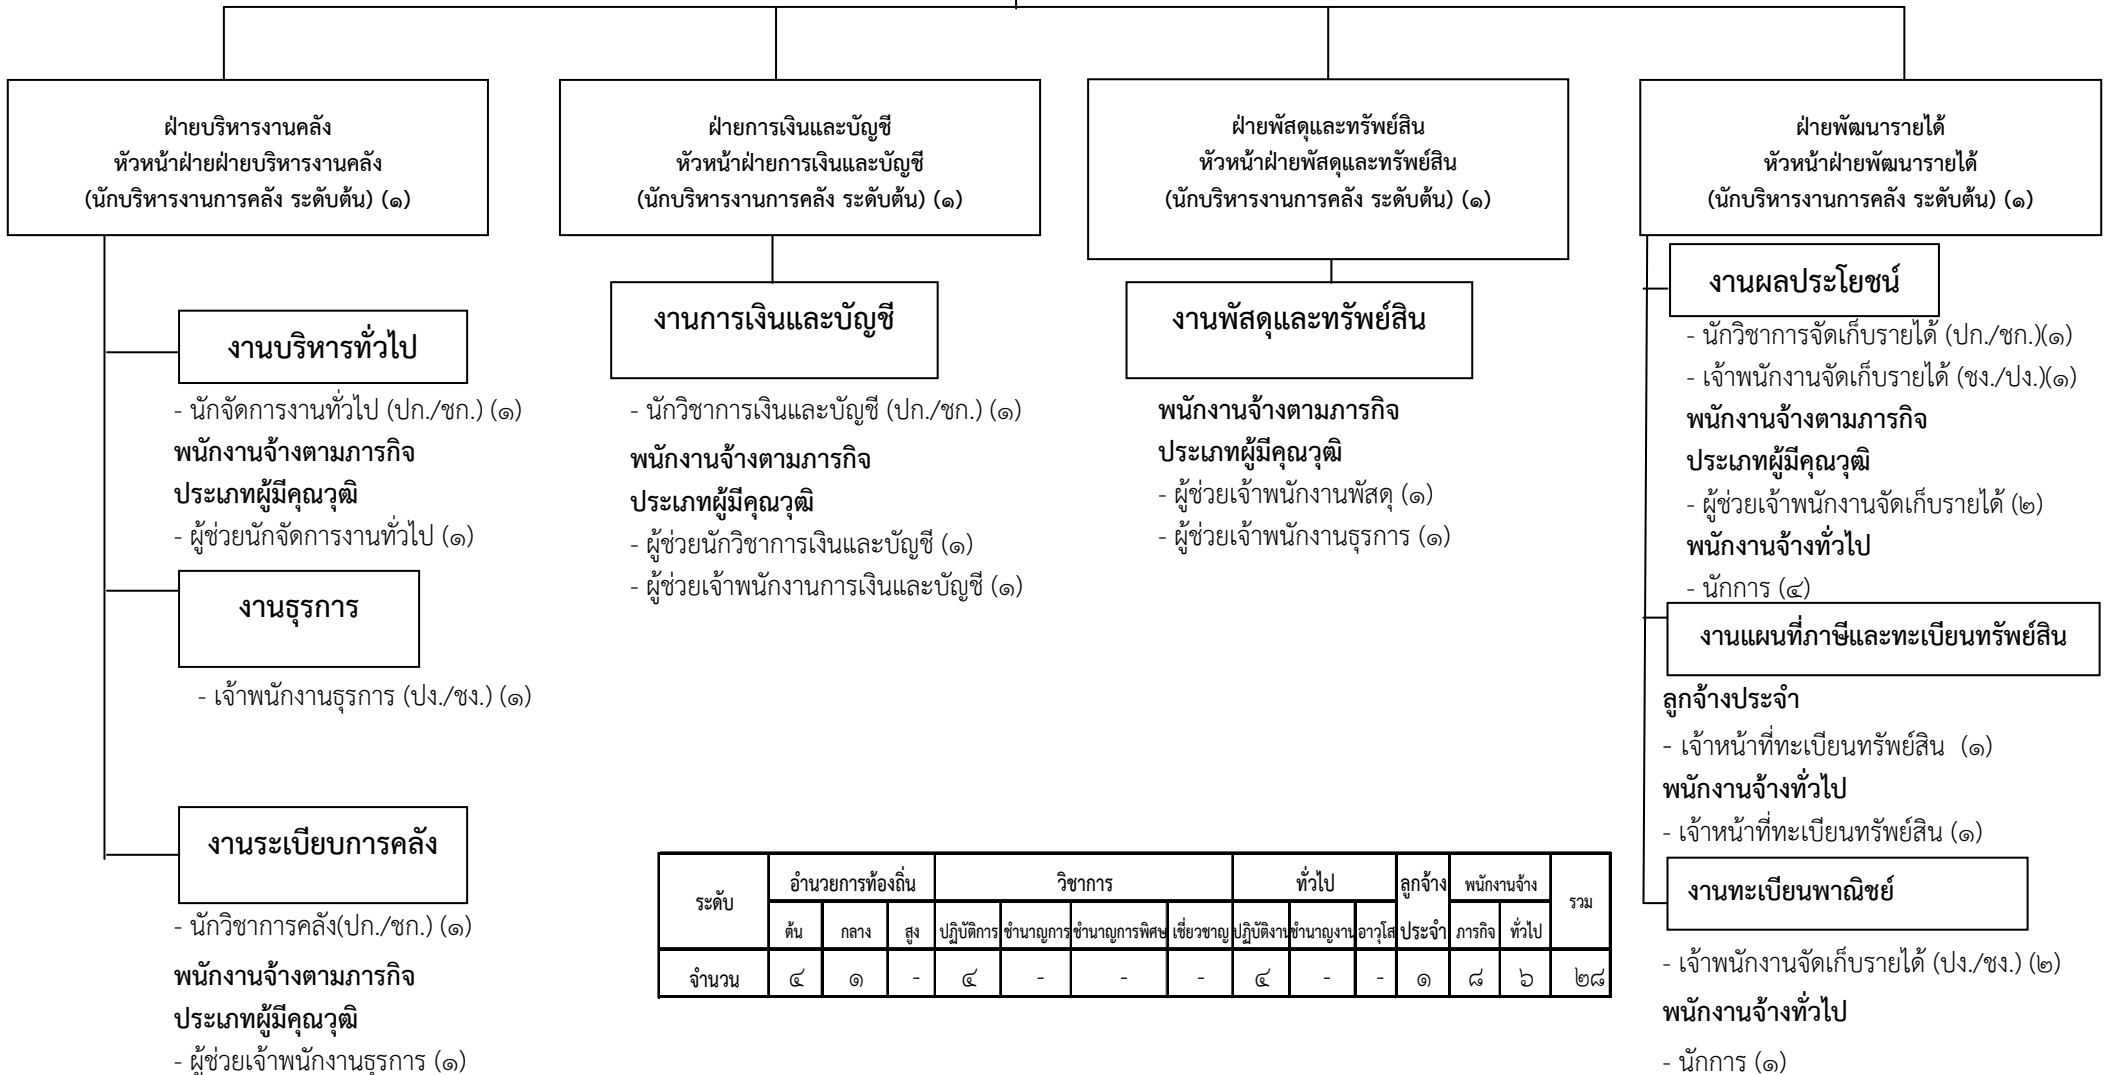 ฝ่ายบริหารงานคลัง
หัวหน้าฝ่ายฝ่ายบริหารงานคลัง
(นักบริหารงานการคลัง ระดับต้น) (๑)
งานบริหารทั่วไป
- นักจัดการงานทั่วไป (ปก./ชก.) (๑)
พนักงานจ้างตามภารกิจ
ประเภทผู้มีคุณวุฒิ
- ผู้ช่วยนักจัดการงานทั่วไป (๑)
งานธุรการ
- เจ้าพนักงานธุรการ (ปง./ชง.) (๑)
งานระเบียบการคลัง
- นักวิชาการคลัง(ปก./ชก.) (๑)
พนักงานจ้างตามภารกิจ
ประเภทผู้มีคุณวุฒิ
- ผู้ช่วยเจ้าพนักงานธุรการ (๑)
ฝ่ายการเงินและบัญชี
หัวหน้าฝ่ายการเงินและบัญชี
(นักบริหารงานการคลัง ระดับต้น) (๑)
งานการเงินและบัญชี
- นักวิชาการเงินและบัญชี (ปก./ชก.) (๑)
พนักงานจ้างตามภารกิจ
ประเภทผู้มีคุณวุฒิ
- ผู้ช่วยนักวิชาการเงินและบัญชี (๑)
- ผู้ช่วยเจ้าพนักงานการเงินและบัญชี (๑)
ฝ่ายพัสดุและทรัพย์สิน
หัวหน้าฝ่ายพัสดุและทรัพย์สิน
(นักบริหารงานการคลัง ระดับต้น) (๑)
งานพัสดุและทรัพย์สิน
พนักงานจ้างตามภารกิจ
ประเภทผู้มีคุณวุฒิ
- ผู้ช่วยเจ้าพนักงานพัสดุ (๑)
- ผู้ช่วยเจ้าพนักงานธุรการ (๑)
ฝ่ายพัฒนารายได้
หัวหน้าฝ่ายพัฒนารายได้
(นักบริหารงานการคลัง ระดับต้น) (๑)
งานผลประโยชน์
- นักวิชาการจัดเก็บรายได้ (ปก./ชก.)(๑)
- เจ้าพนักงานจัดเก็บรายได้ (ชง./ปง.)(๑)
พนักงานจ้างตามภารกิจ
ประเภทผู้มีคุณวุฒิ
- ผู้ช่วยเจ้าพนักงานจัดเก็บรายได้ (๒)
พนักงานจ้างทั่วไป
- นักการ (๔)
งานแผนที่ภาษีและทะเบียนทรัพย์สิน
ลูกจ้างประจำ
- เจ้าหน้าที่ทะเบียนทรัพย์สิน (๑)
พนักงานจ้างทั่วไป
- เจ้าหน้าที่ทะเบียนทรัพย์สิน (๑)
งานทะเบียนพาณิชย์
- เจ้าพนักงานจัดเก็บรายได้ (ปง./ชง.) (๒)
พนักงานจ้างทั่วไป
- นักการ (๑)
ระดับ อำนวยการท้องถิ่น วิชาการ ทั่วไป ลูกจ้างประจำ พนักงานจ้าง รวม
ต้น กลาง สูง ปฏิบัติการ ชำนาญการ ชำนาญการพิเศษ เชี่ยวชาญ ปฏิบัติงาน ชำนาญงาน อาวุโส ภารกิจ ทั่วไป
จำนวน ๔ ๑ - ๔ - - - ๔ - - ๑ ๘ ๖ ๒๘